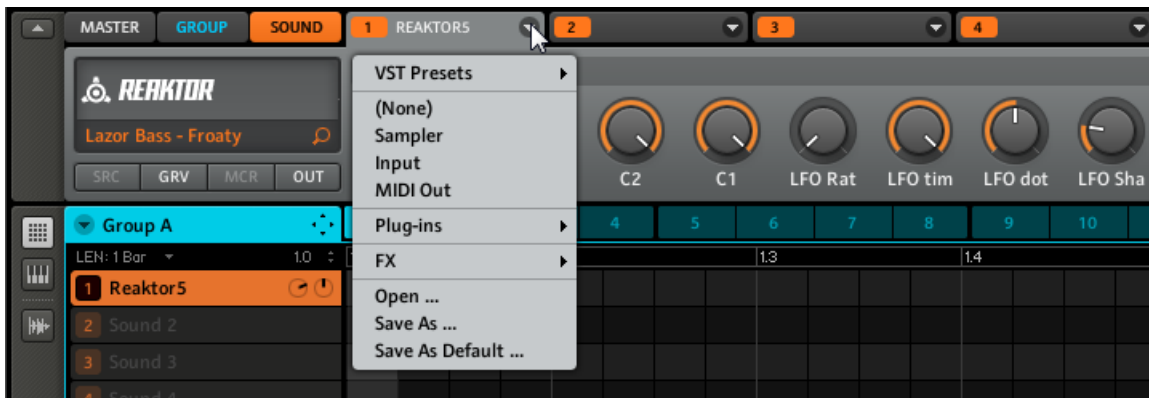 MASTER GROUP SOUND 1 REAKTOR5 2 3 4
REAKTOR
Lazor Bass - Froaty
SRC GRV MCR OUT
VST Presets
(None)
Sampler
Input
MIDI Out
Plug-ins
FX
Open ...
Save As ...
Save As Default ...
C2 C1 LFO Rat LFO tim LFO dot LFO Sha
Group A
4 5 6 7 8 9 10
LEN: 1 Bar 1.0
1.3 1.4
1 Reaktor5
2 Sound 2
3 Sound 3
4 Sound 4